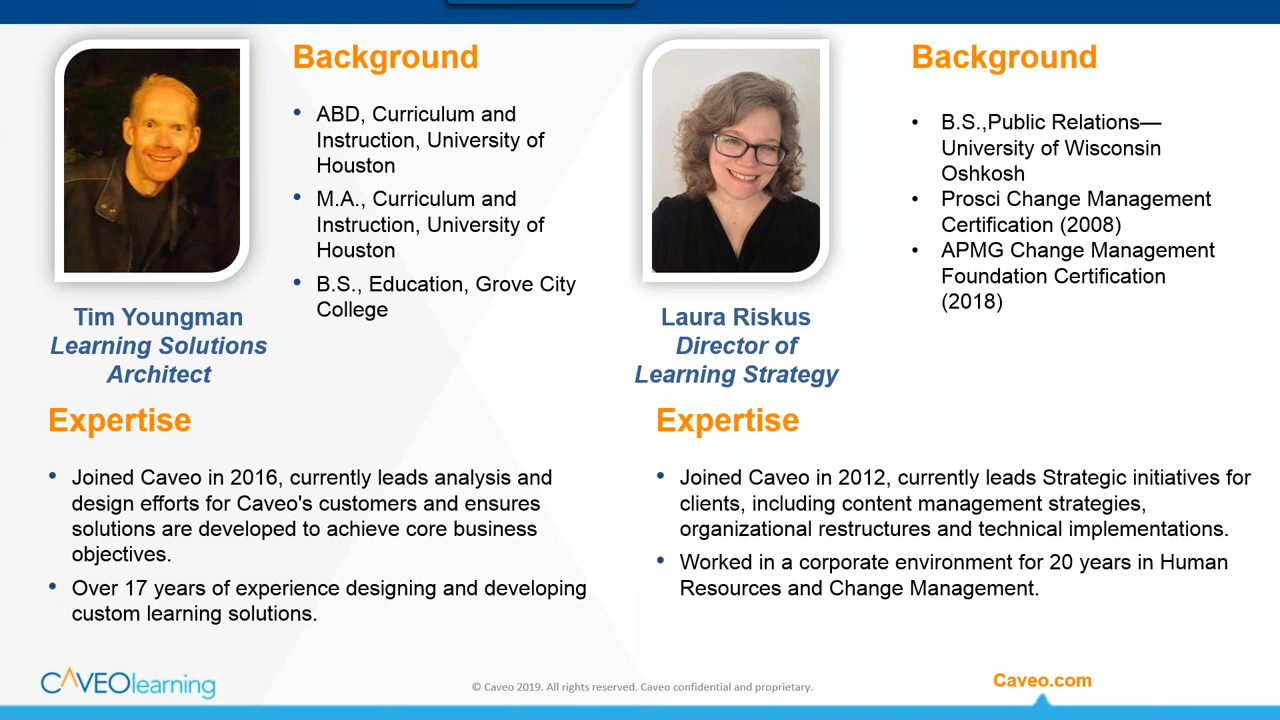 Background
• ABD, Curriculum and
Instruction, University of
Houston
• M.A., Curriculum and
Instruction, University of
Houston
• B.S., Education, Grove City
College
Tim Youngman
Learning Solutions
Architect
Expertise
• Joined Caveo in 2016, currently leads analysis and
design efforts for Caveo's customers and ensures
solutions are developed to achieve core business
objectives.
• Over 17 years of experience designing and developing
custom learning solutions.
Background
• B.S.,Public Relations—
University of Wisconsin
Oshkosh
• Prosci Change Management
Certification (2008)
• APMG Change Management
Foundation Certification
(2018)
Laura Riskus
Director of
Learning Strategy
Expertise
• Joined Caveo in 2012, currently leads Strategic initiatives for
clients, including content management strategies,
organizational restructures and technical implementations.
• Worked in a corporate environment for 20 years in Human
Resources and Change Management.
CAVEOlearning
© Caveo 2019. All rights reserved. Caveo confidential and proprietary.
Caveo.com